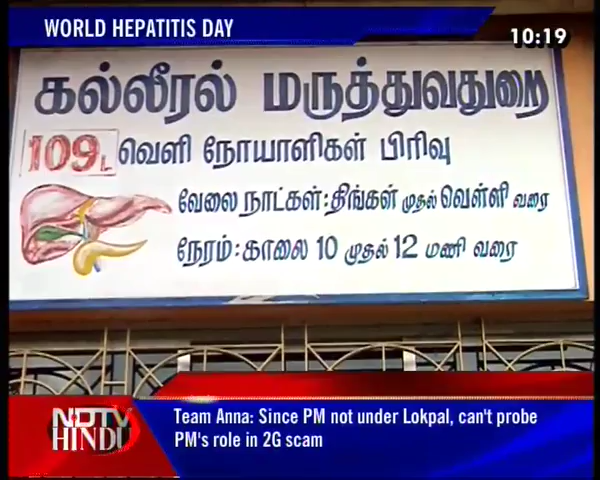 WORLD HEPATITIS DAY
10:19
கல்லீரல் மருத்துவதுறை
109L வெளி நோயாளிகள் பிரிவு
வேலை நாட்கள்: திங்கள் முதல் வெள்ளி வரை
நேரம்: காலை 10 முதல் 12 மணி வரை
NDTV
HINDU
Team Anna: Since PM not under Lokpal, can't probe
PM's role in 2G scam